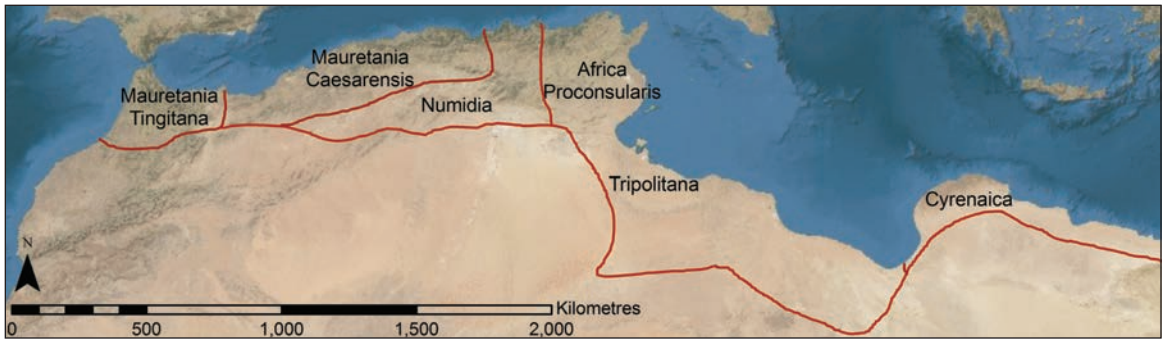 Mauretania
Tingitana
Mauretania
Caesarensis
Numidia
Africa
Proconsularis
Tripolitana
Cyrenaica
N
Kilometres
0 500 1,000 1,500 2,000